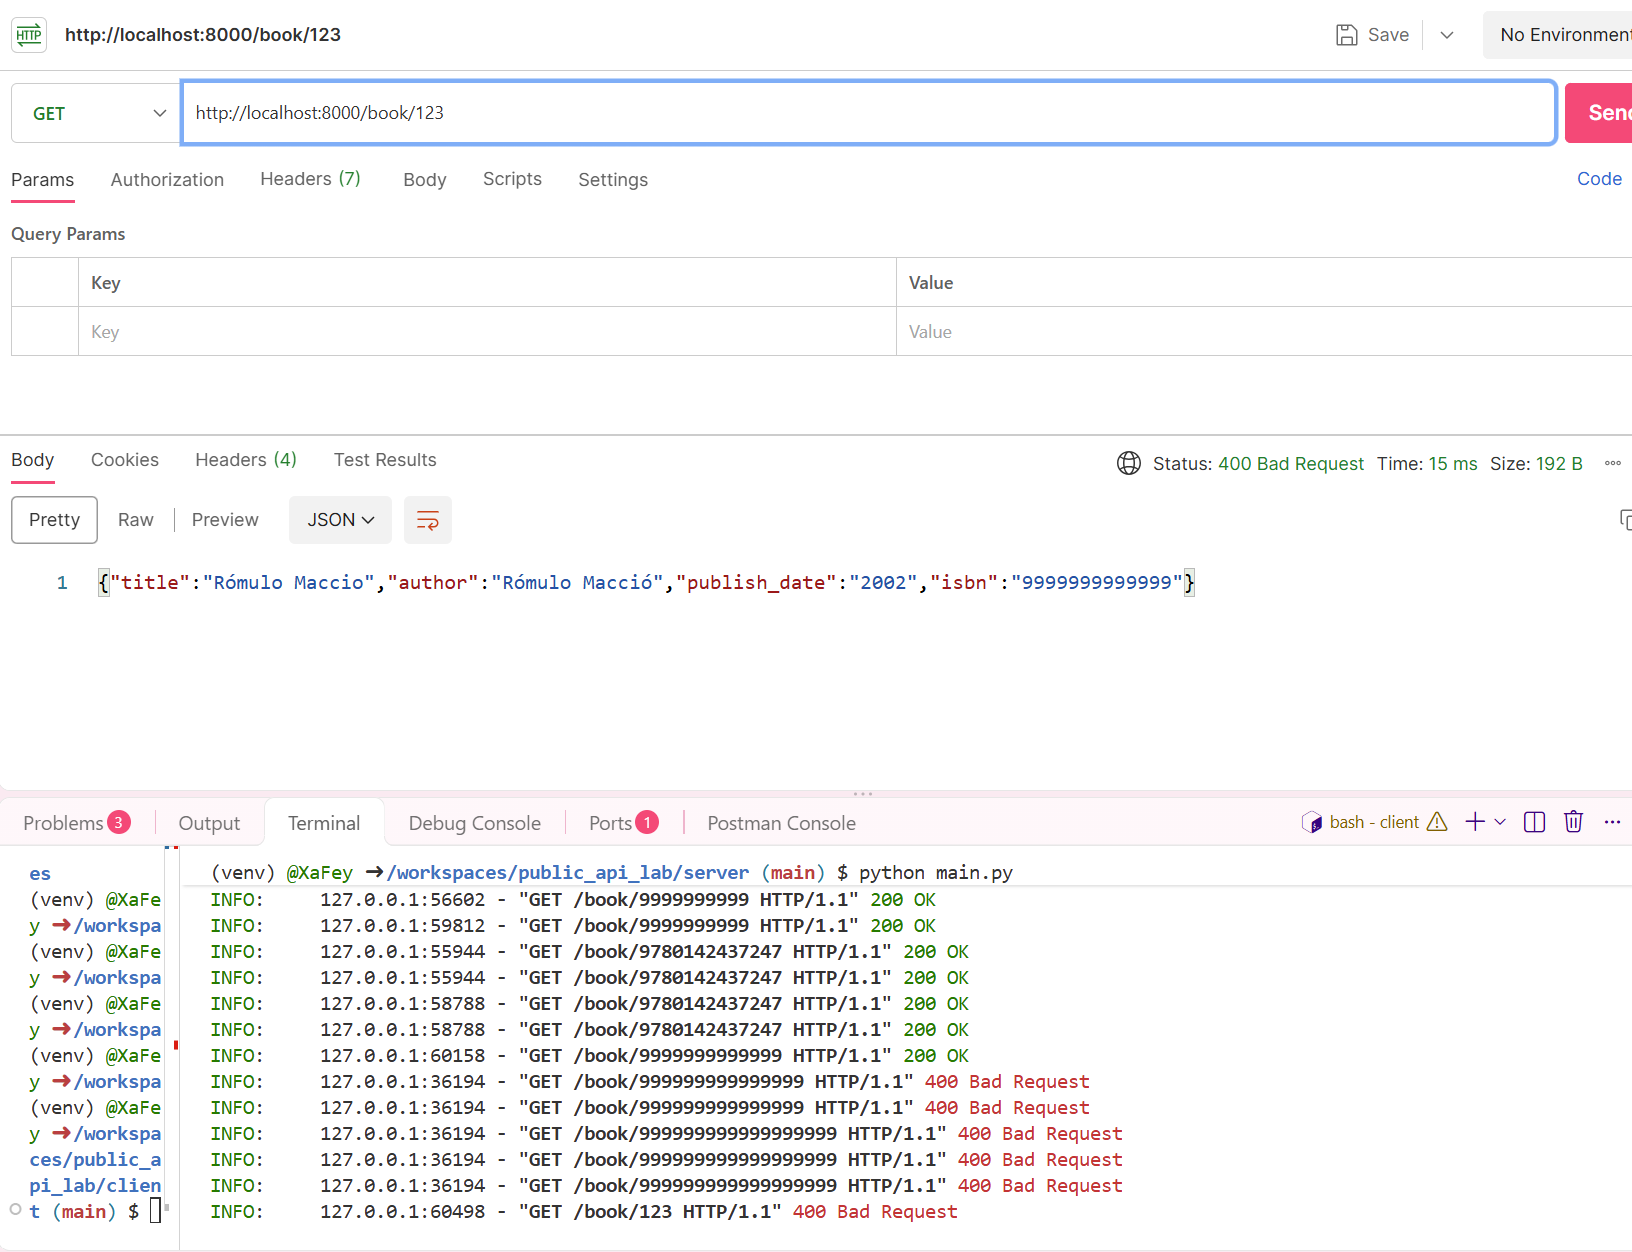 HTTP http://localhost:8000/book/123 Save No Environment
GET http://localhost:8000/book/123 Send
Params Authorization Headers (7) Body Scripts Settings Code
Query Params
Key Value
Key Value
Body Cookies Headers (4) Test Results Status: 400 Bad Request Time: 15 ms Size: 192 B
Pretty Raw Preview JSON
1 {"title":"Rómulo Maccio","author":"Rómulo Macció","publish_date":"2002","isbn":"9999999999999"}
Problems 3 Output Terminal Debug Console Ports 1 Postman Console bash - client
es
(venv) @XaFe
y ➜/workspa
(venv) @XaFe
y ➜/workspa
(venv) @XaFe
y ➜/workspa
(venv) @XaFe
y ➜/workspa
(venv) @XaFe
y ➜/workspa
ces/public_a
pi_lab/clien
t (main) $
(venv) @XaFey ➜/workspaces/public_api_lab/server (main) $ python main.py
INFO: 127.0.0.1:56602 - "GET /book/9999999999 HTTP/1.1" 200 OK
INFO: 127.0.0.1:59812 - "GET /book/9999999999 HTTP/1.1" 200 OK
INFO: 127.0.0.1:55944 - "GET /book/9780142437247 HTTP/1.1" 200 OK
INFO: 127.0.0.1:55944 - "GET /book/9780142437247 HTTP/1.1" 200 OK
INFO: 127.0.0.1:58788 - "GET /book/9780142437247 HTTP/1.1" 200 OK
INFO: 127.0.0.1:58788 - "GET /book/9780142437247 HTTP/1.1" 200 OK
INFO: 127.0.0.1:60158 - "GET /book/9999999999999 HTTP/1.1" 200 OK
INFO: 127.0.0.1:36194 - "GET /book/999999999999999 HTTP/1.1" 400 Bad Request
INFO: 127.0.0.1:36194 - "GET /book/999999999999999 HTTP/1.1" 400 Bad Request
INFO: 127.0.0.1:36194 - "GET /book/999999999999999999 HTTP/1.1" 400 Bad Request
INFO: 127.0.0.1:36194 - "GET /book/999999999999999999 HTTP/1.1" 400 Bad Request
INFO: 127.0.0.1:36194 - "GET /book/999999999999999999 HTTP/1.1" 400 Bad Request
INFO: 127.0.0.1:60498 - "GET /book/123 HTTP/1.1" 400 Bad Request